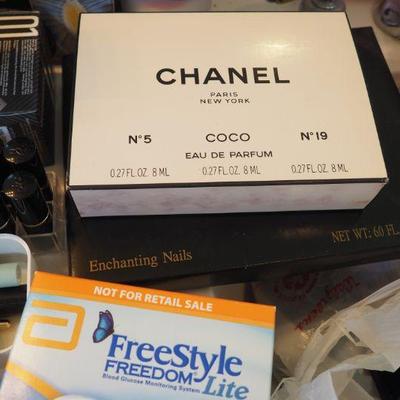 CHANEL
PARIS
NEW YORK
N°5 COCO N°19
EAU DE PARFUM
0.27 FL. OZ. 8 ML 0.27 FL. OZ. 8 ML 0.27 FL. OZ. 8 ML
Enchanting Nails
NET WT: 6.0 FL
NOT FOR RETAIL SALE
FreeStyle
FREEDOM Lite
Blood Glucose Monitoring System